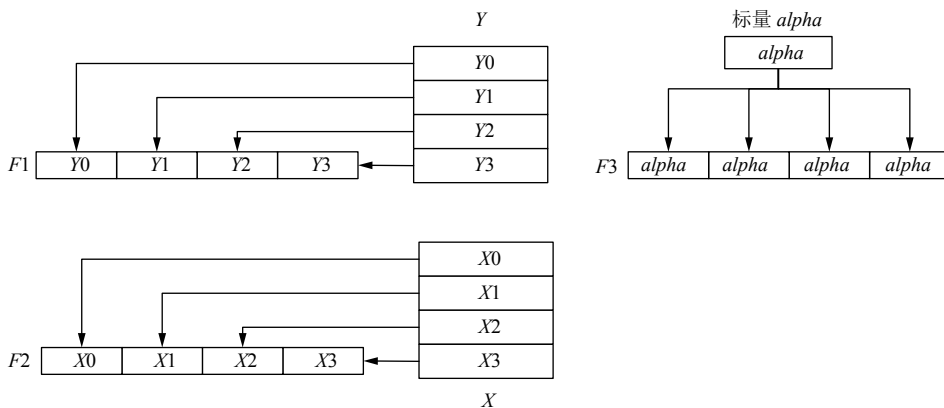 Y
标量 alpha
Y0
alpha
Y1
Y2
F1 Y0 Y1 Y2 Y3
Y3
F3 alpha alpha alpha alpha
X0
X1
X2
F2 X0 X1 X2 X3
X3
X